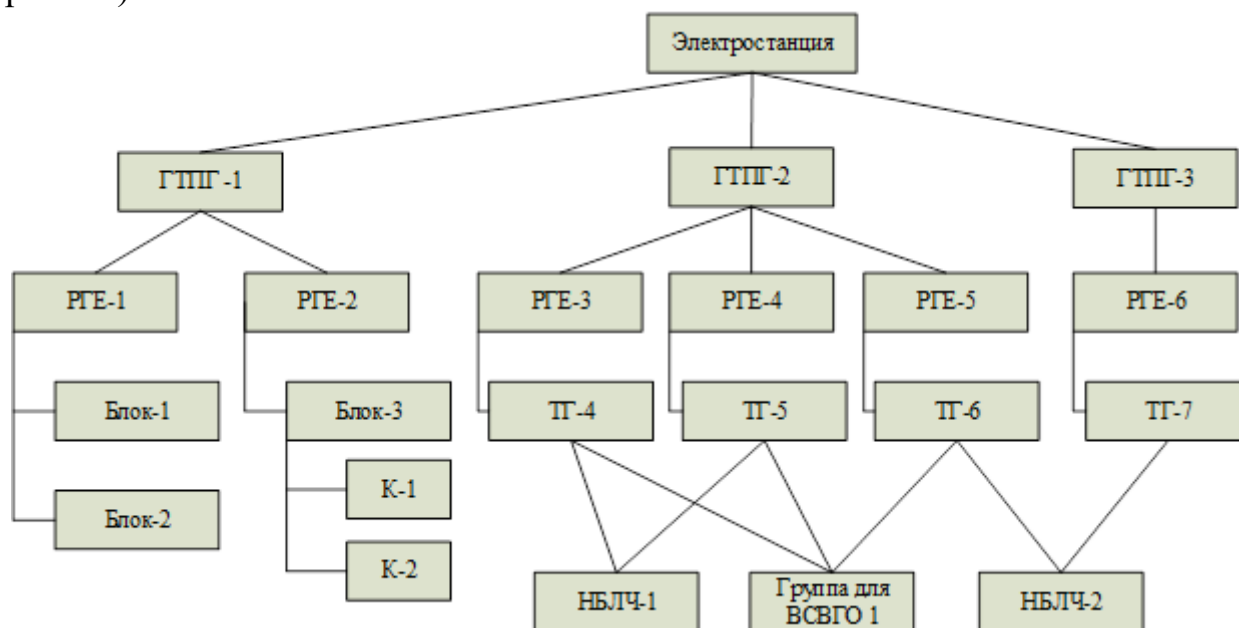 Электростанция
ГТПГ -1
ГТПГ-2
ГТПГ-3
РГЕ-1
РГЕ-2
РГЕ-3
РГЕ-4
РГЕ-5
РГЕ-6
Блок-1
Блок-3
ТГ-4
ТГ-5
ТГ-6
ТГ-7
К-1
Блок-2
К-2
НБЛЧ-1
Группа для
ВСВГО 1
НБЛЧ-2